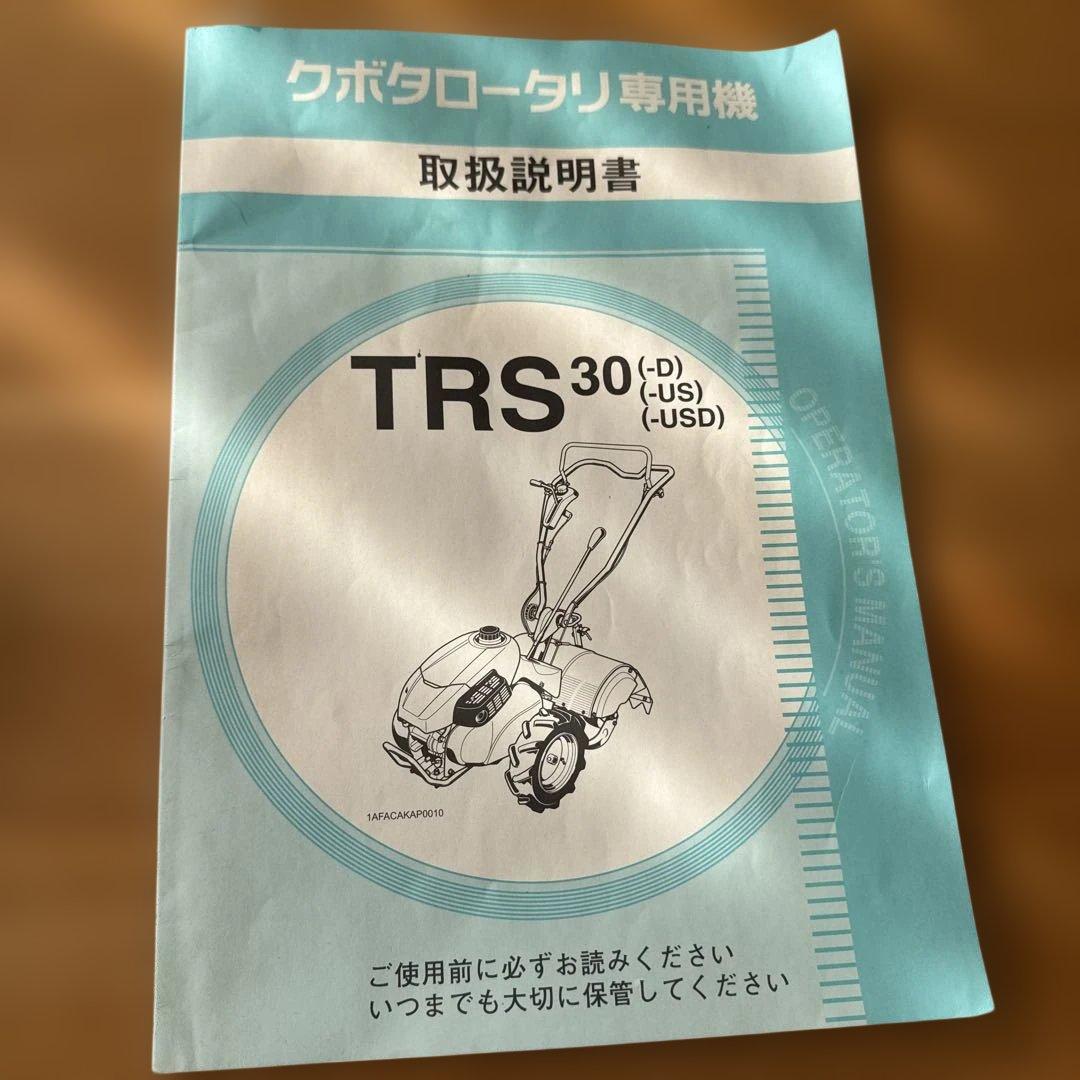 クボタロータリ専用機
取扱説明書
TRS30(-D)
(-US)
(-USD)
OPERATOR'S MANUAL
1AFACAKAP0010
ご使用前に必ずお読みください
いつまでも大切に保管してください